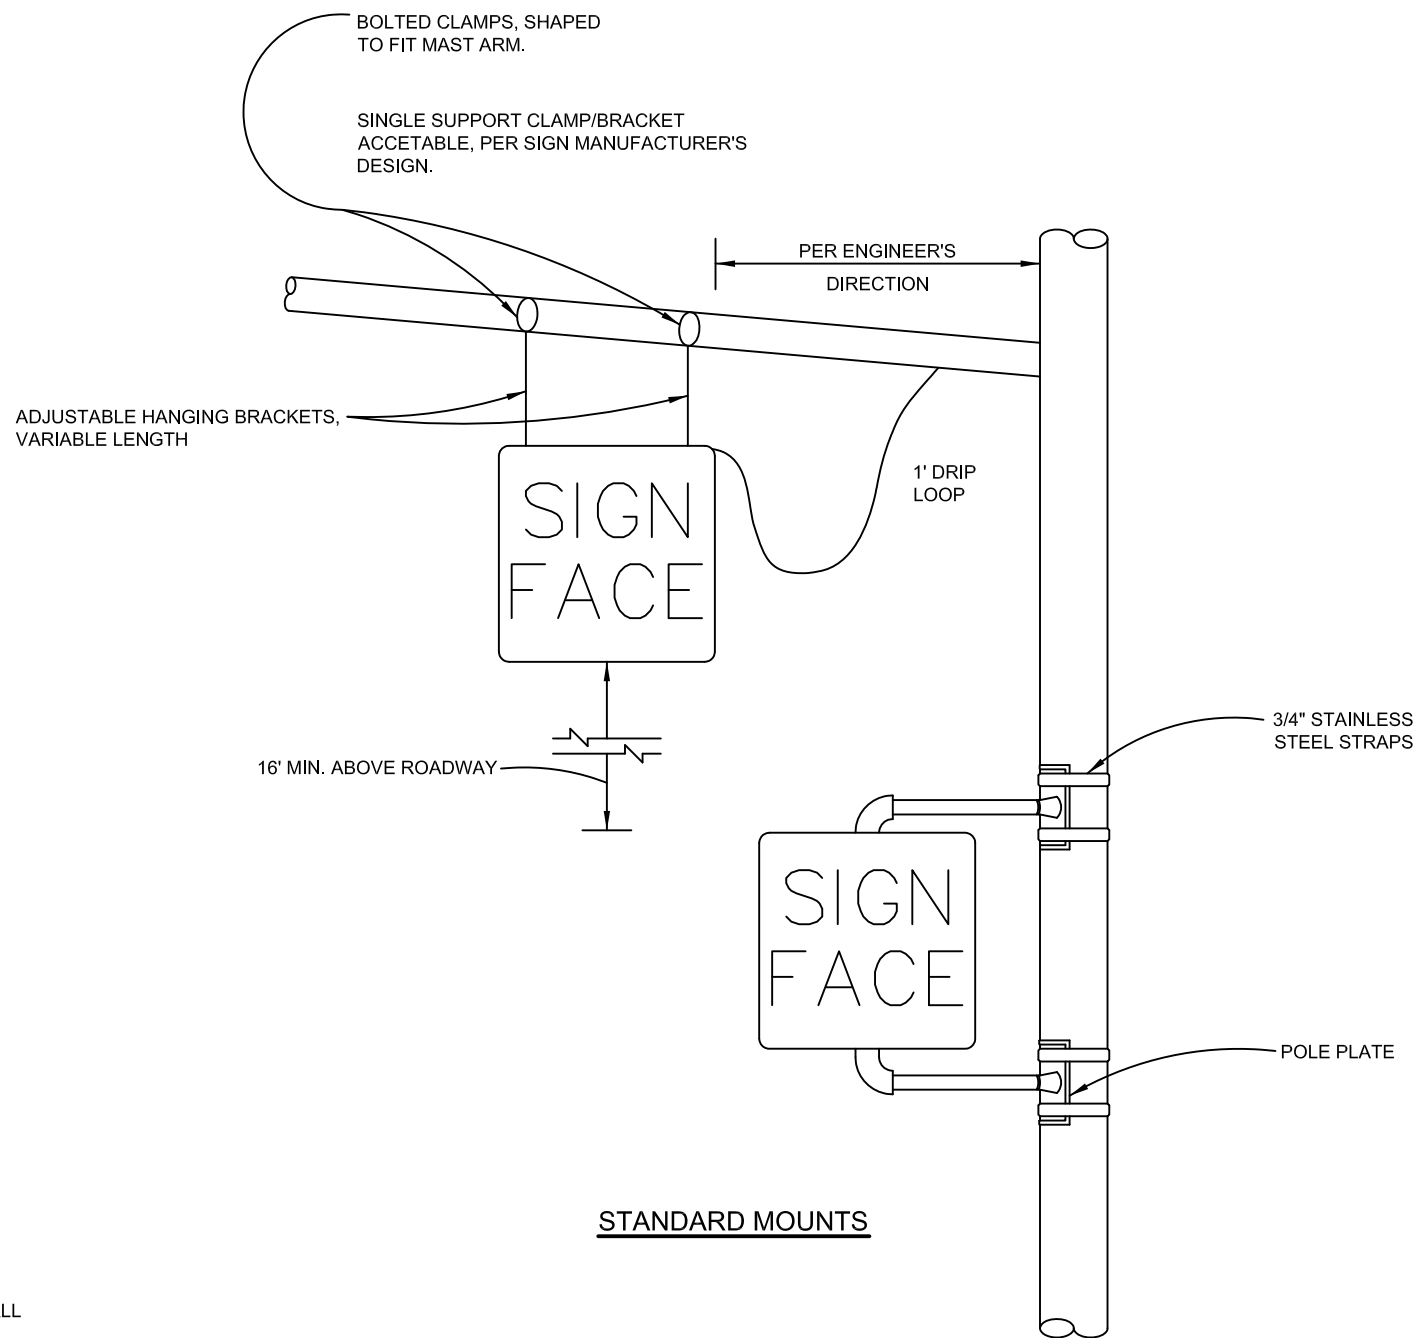 BOLTED CLAMPS, SHAPED
TO FIT MAST ARM.
SINGLE SUPPORT CLAMP/BRACKET
ACCETABLE, PER SIGN MANUFACTURER'S
DESIGN.
PER ENGINEER'S
DIRECTION
ADJUSTABLE HANGING BRACKETS,
VARIABLE LENGTH
SIGN
FACE
1' DRIP
LOOP
3/4" STAINLESS
STEEL STRAPS
16' MIN. ABOVE ROADWAY
SIGN
FACE
POLE PLATE
STANDARD MOUNTS